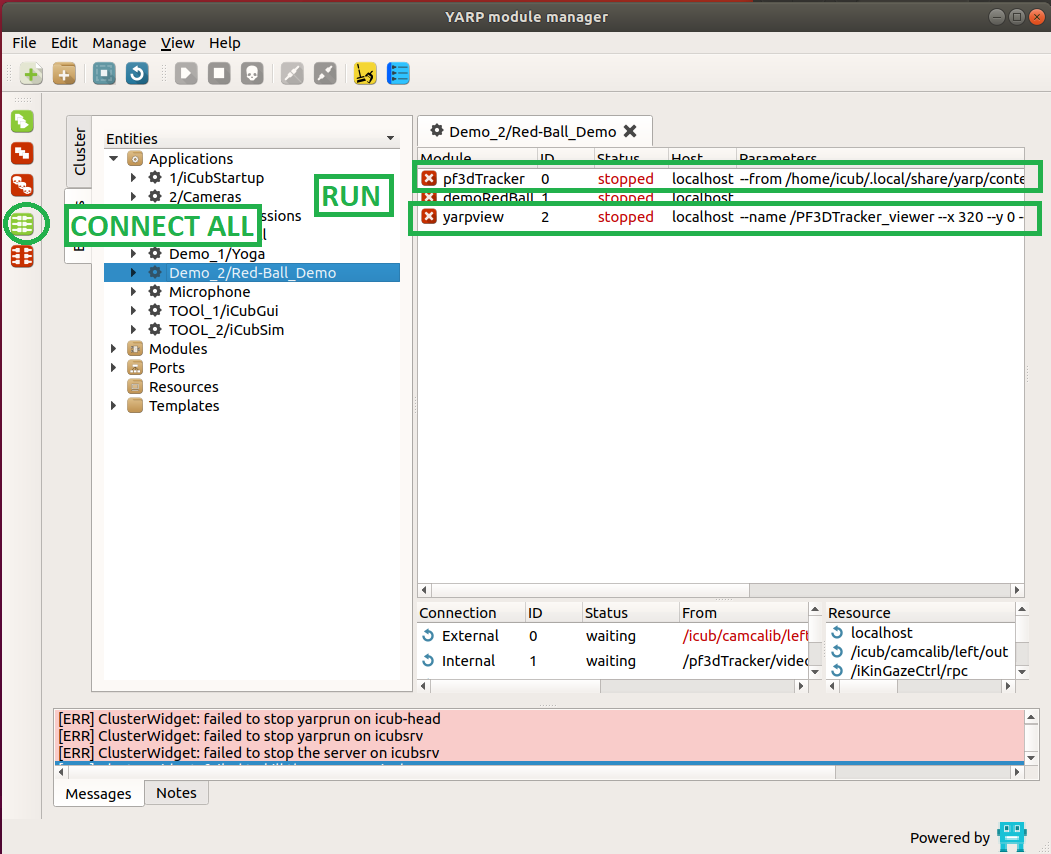 YARP module manager
File Edit Manage View Help
Cluster
Entities
Applications
1/iCubStartup
2/Cameras
ssions
l
Demo_1/Yoga
Demo_2/Red-Ball_Demo
Microphone
TOOl_1/iCubGui
TOOL_2/iCubSim
Modules
Ports
Resources
Templates
RUN
CONNECT ALL
Demo_2/Red-Ball_Demo
Module ID Status Host Parameters
pf3dTracker 0 stopped localhost --from /home/icub/.local/share/yarp/conte
demoRedBall 1 stopped localhost
yarpview 2 stopped localhost --name /PF3DTracker_viewer --x 320 --y 0 -
Connection ID Status From
External 0 waiting /icub/camcalib/left
Internal 1 waiting /pf3dTracker/video
Resource
localhost
/icub/camcalib/left/out
/iKinGazeCtrl/rpc
[ERR] ClusterWidget: failed to stop yarprun on icub-head
[ERR] ClusterWidget: failed to stop yarprun on icubsrv
[ERR] ClusterWidget: failed to stop the server on icubsrv
Messages Notes
Powered by